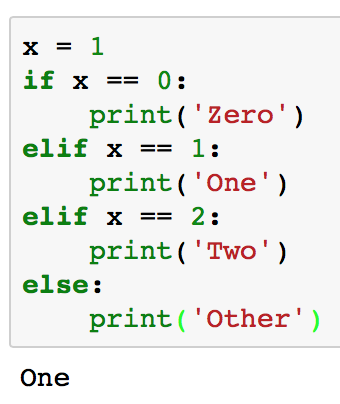 x = 1
if x == 0:
    print('Zero')
elif x == 1:
    print('One')
elif x == 2:
    print('Two')
else:
    print('Other')
One